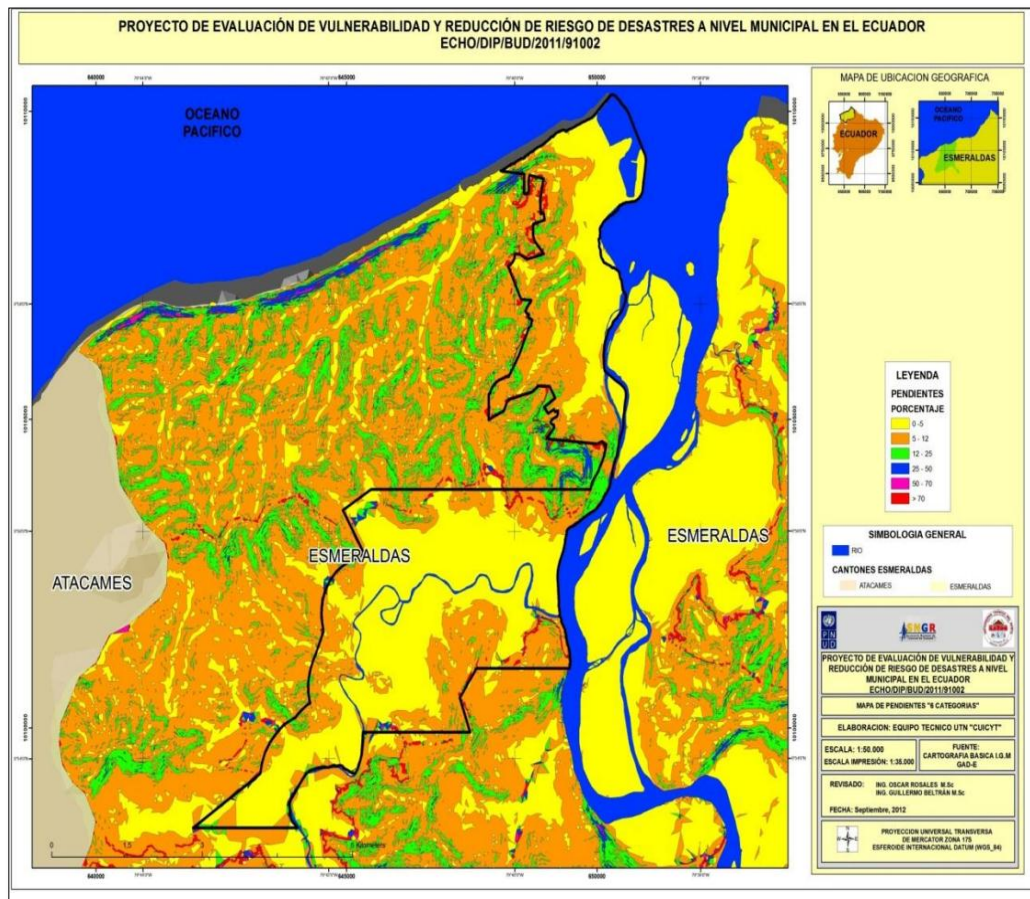 PROYECTO DE EVALUACIÓN DE VULNERABILIDAD Y REDUCCIÓN DE RIESGO DE DESASTRES A NIVEL MUNICIPAL EN EL ECUADOR
ECHO/DIP/BUD/2011/91002
640000
645000
650000
OCEANO
PACIFICO
ESMERALDAS
ESMERALDAS
ATACAMES
640000
645000
650000
MAPA DE UBICACION GEOGRAFICA
ECUADOR
OCEANO
PACIFICO
ESMERALDAS
LEYENDA
PENDIENTES
PORCENTAJE
0 -5
5 - 12
12 - 25
25 - 50
50 - 70
> 70
SIMBOLOGIA GENERAL
RIO
CANTONES ESMERALDAS
ATACAMES
ESMERALDAS
PNUD
SNGR
PROYECTO DE EVALUACIÓN DE VULNERABILIDAD Y
REDUCCIÓN DE RIESGO DE DESASTRES A NIVEL
MUNICIPAL EN EL ECUADOR
ECHO/DIP/BUD/2011/91002
MAPA DE PENDIENTES "6 CATEGORIAS"
ELABORACION: EQUIPO TECNICO UTN "CUICYT"
ESCALA: 1:50.000
ESCALA IMPRESIÓN: 1:35.000
FUENTE:
CARTOGRAFIA BASICA I.G.M
GAD-E
REVISADO: ING. OSCAR ROSALES M.Sc
ING. GUILLERMO BELTRÁN M.Sc
FECHA: Septiembre, 2012
PROYECCION UNIVERSAL TRANSVERSA
DE MERCATOR ZONA 17S
ESFEROIDE INTERNACIONAL DATUM (WGS_84)